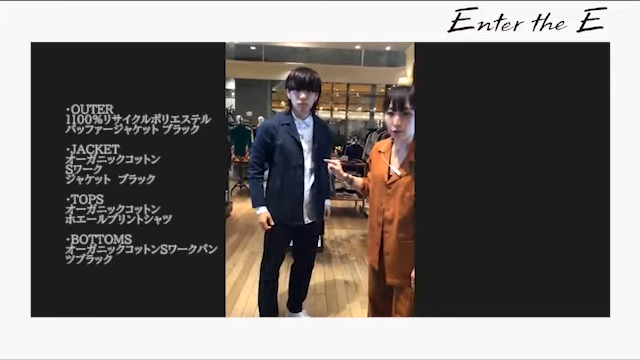 Enter the E
・OUTER
1100%リサイクルポリエステル
パッファージャケット ブラック
・JACKET
オーガニックコットン
Sワーク
ジャケット ブラック
・TOPS
オーガニックコットン
ホエールプリントシャツ
・BOTTOMS
オーガニックコットンSワークパン
ツブラック